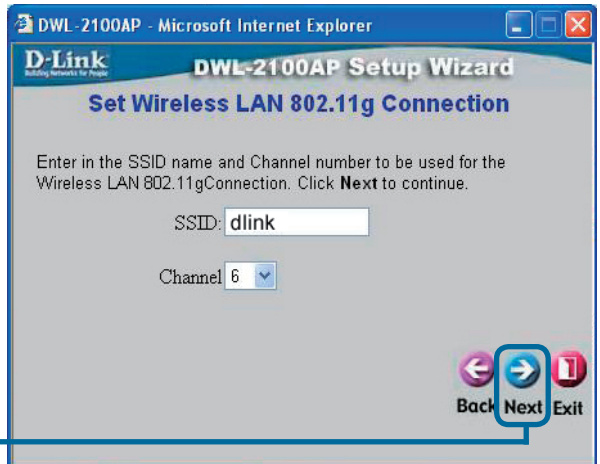 DWL-2100AP - Microsoft Internet Explorer
D-Link
Building Networks for People
DWL-2100AP Setup Wizard
Set Wireless LAN 802.11g Connection
Enter in the SSID name and Channel number to be used for the
Wireless LAN 802.11gConnection. Click Next to continue.
SSID: dlink
Channel 6
Back Next Exit